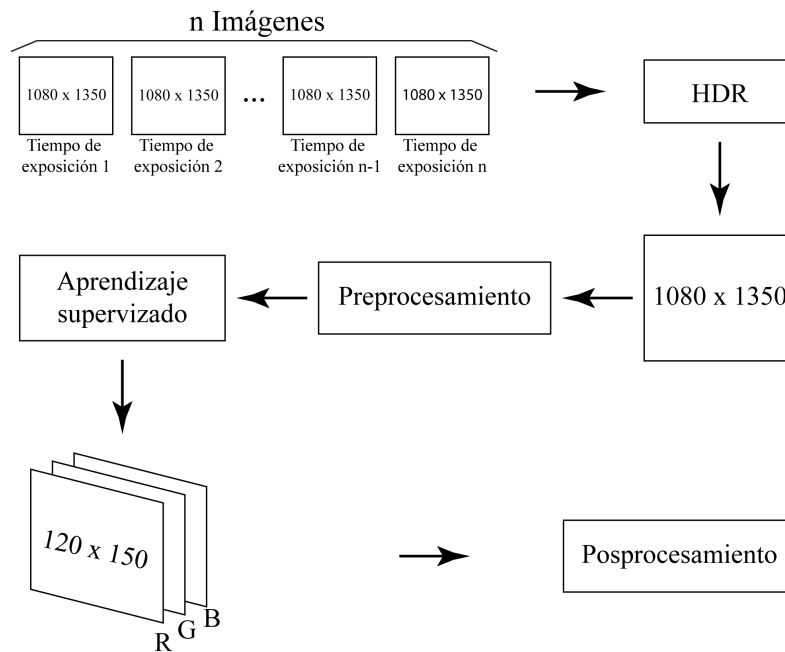 n Imágenes
1080 x 1350
1080 x 1350
...
1080 x 1350
1080 x 1350
Tiempo de
exposición 1
Tiempo de
exposición 2
Tiempo de
exposición n-1
Tiempo de
exposición n
HDR
1080 x 1350
Preprocesamiento
Aprendizaje
supervizado
120 x 150
R
G
B
Posprocesamiento